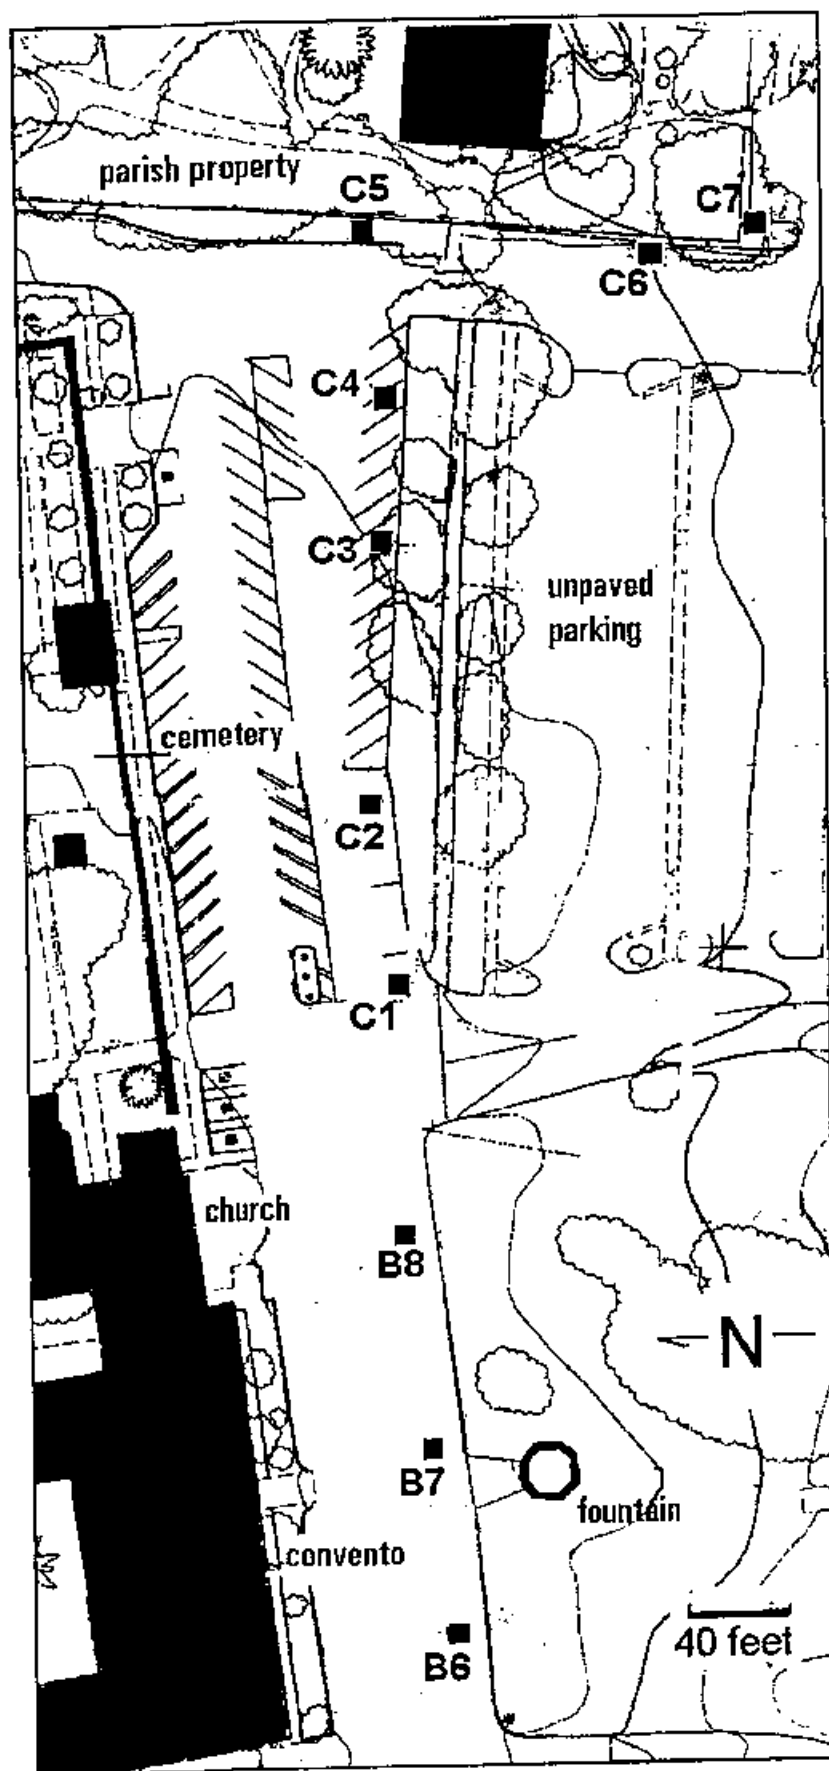 parish property
C5
C7
C6
C4
C3
unpaved
parking
cemetery
C2
C1
church
B8
N
B7
fountain
convento
40 feet
B6